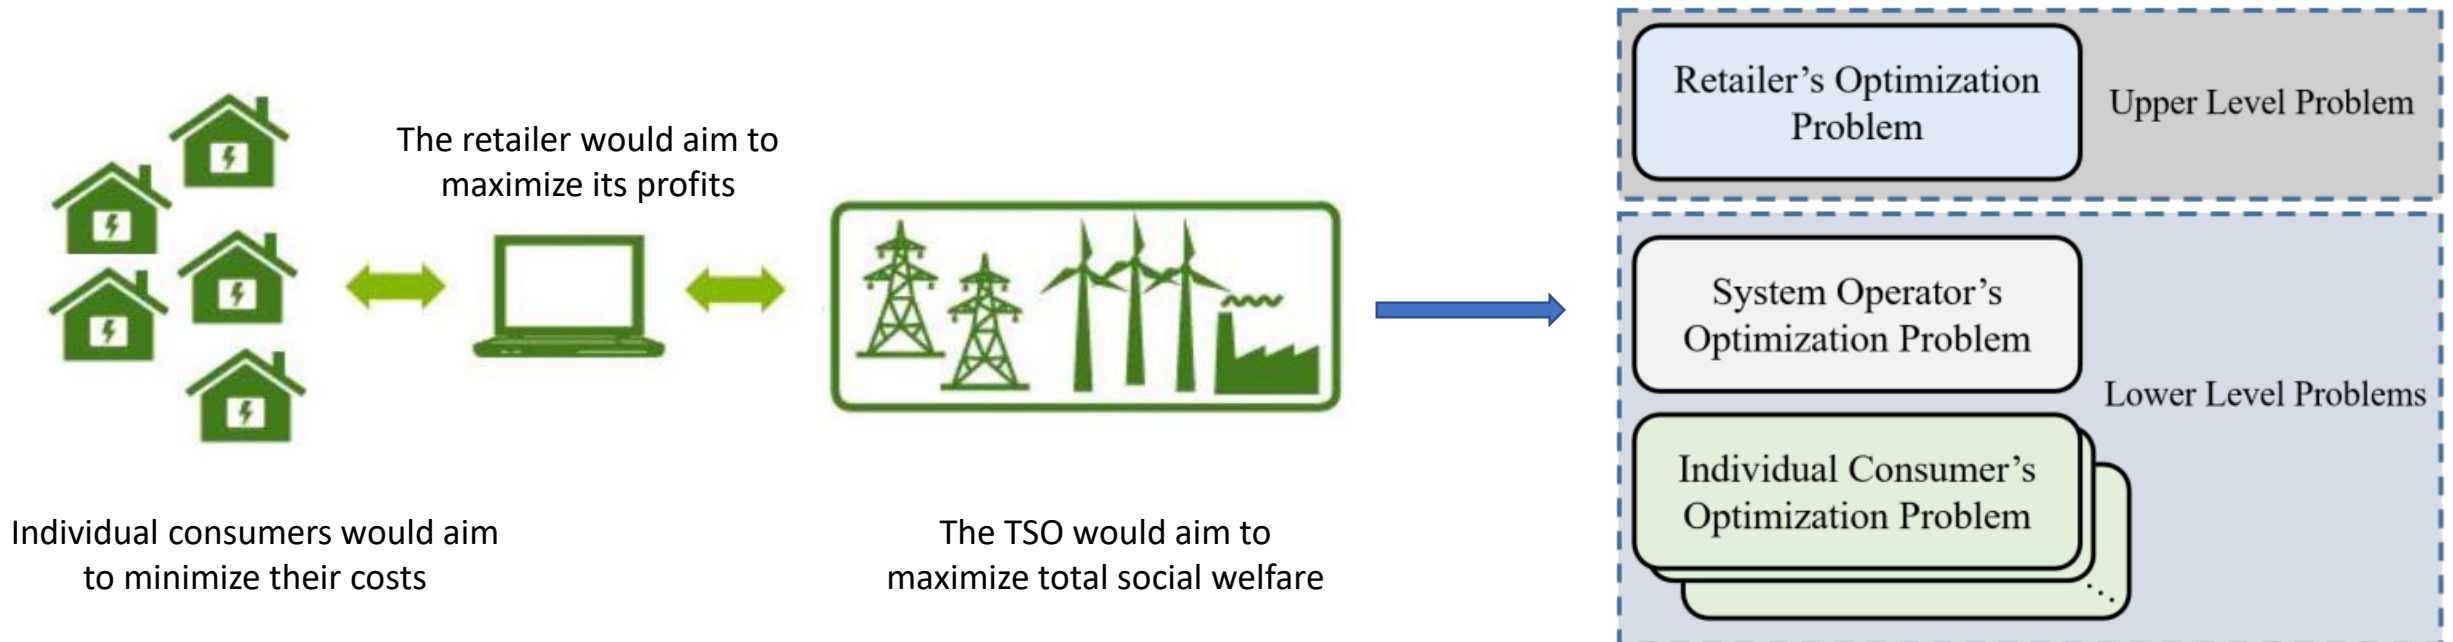 The retailer would aim to
maximize its profits
Individual consumers would aim
to minimize their costs
The TSO would aim to
maximize total social welfare
Retailer’s Optimization
Problem
Upper Level Problem
System Operator’s
Optimization Problem
Lower Level Problems
Individual Consumer’s
Optimization Problem